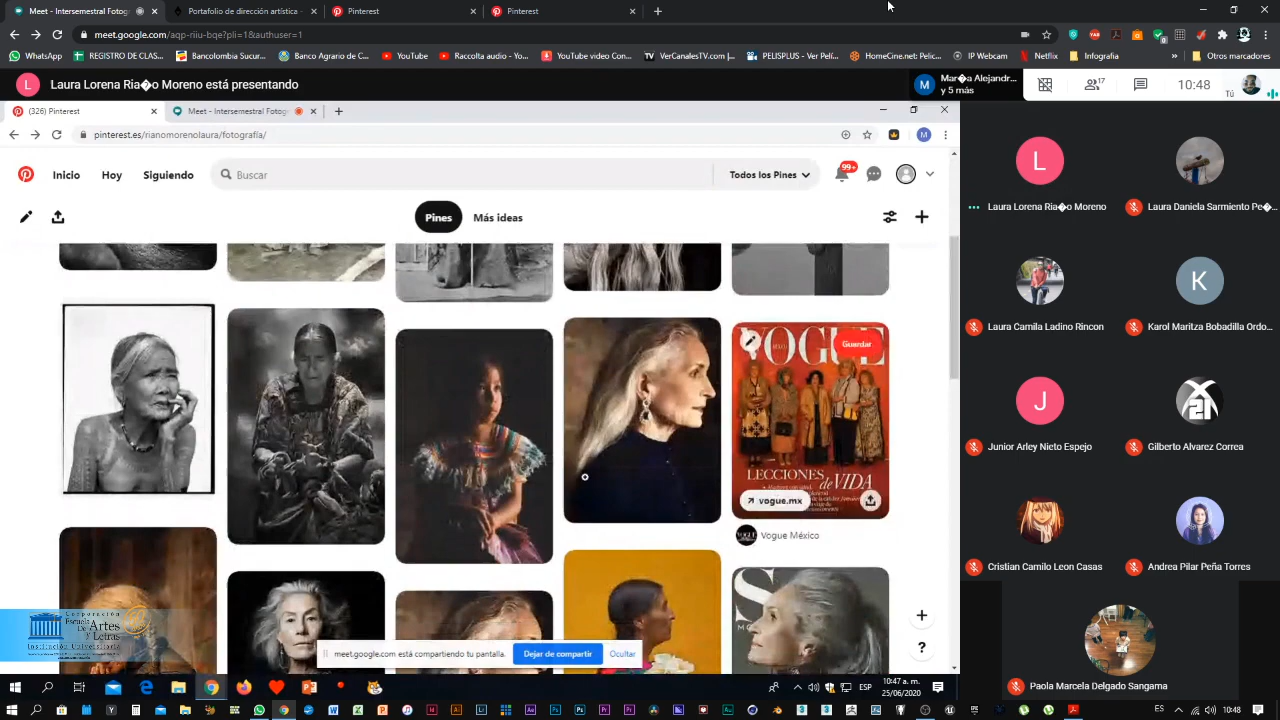 Meet - Intersemestral Fotog
Portafolio de dirección artística -
Pinterest
Pinterest
meet.google.com/aqp-riiu-bqe?pli=1&authuser=1
WhatsApp
REGISTRO DE CLAS...
Bancolombia Sucur...
Banco Agrario de C...
YouTube
Raccolta audio - Yo...
YouTube video Con...
VerCanalesTV.com |...
PELISPLUS - Ver Pelí...
HomeCine.net: Pelic...
IP Webcam
Netflix
Infografia
Otros marcadores
L
Laura Lorena Ria�o Moreno está presentando
M
Mar�a Alejandr...
y 5 más
17
10:48
Tú
(326) Pinterest
Meet - Intersemestral Fotog
pinterest.es/rianomorenolaura/fotografía/
M
Inicio
Hoy
Siguiendo
Buscar
Todos los Pines
99+
Pines
Más ideas
VOGUE
Guardar
LECCIONES
de VIDA
vogue.mx
Vogue México
Corporación
Escuela
de Artes
y Letras
Institución Universitaria
meet.google.com está compartiendo tu pantalla.
Dejar de compartir
Ocultar
?
ESP
10:47 a. m.
25/06/2020
L
Laura Lorena Ria�o Moreno
Laura Daniela Sarmiento Pe�...
Laura Camila Ladino Rincon
K
Karol Maritza Bobadilla Ordo...
J
Junior Arley Nieto Espejo
Gilberto Alvarez Correa
Cristian Camilo Leon Casas
Andrea Pilar Peña Torres
Paola Marcela Delgado Sangama
ES
10:48